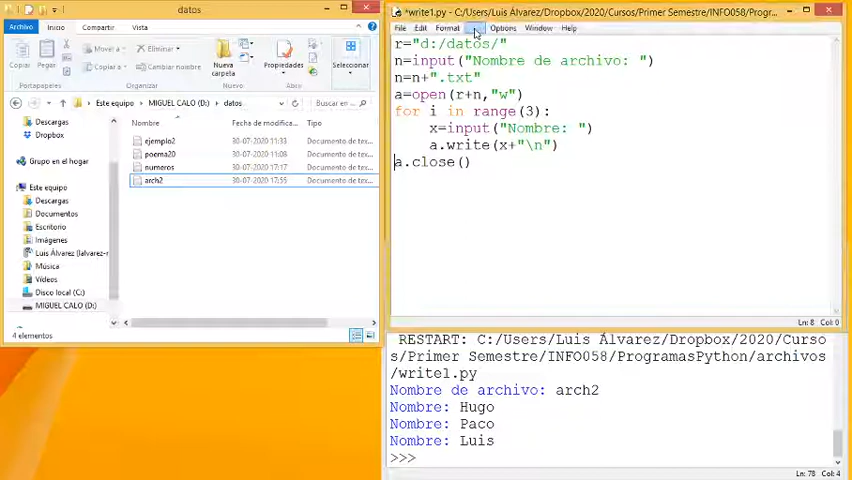 datos
Archivo Inicio Compartir Vista
Copiar Pegar Mover a Copiar a Eliminar Cambiar nombre Nueva carpeta Propiedades Seleccionar
Este equipo MIGUEL CALO (D:) datos Buscar en...
Nombre Fecha de modifica... Tipo
Descargas
Dropbox
Grupo en el hogar
Este equipo
Descargas
Documentos
Escritorio
Imágenes
Luis Álvarez (lalvarez-r
Música
Vídeos
Disco local (C:)
MIGUEL CALO (D:)
ejemplo2 30-07-2020 11:33 Documento de tex...
poema20 30-07-2020 11:08 Documento de tex...
numeros 30-07-2020 17:17 Documento de tex...
arch2 30-07-2020 17:55 Documento de tex...
4 elementos
*write1.py - C:/Users/Luis Álvarez/Dropbox/2020/Cursos/Primer Semestre/INFO058/Progr...
File Edit Format Options Window Help
r="d:/datos/"
n=input("Nombre de archivo: ")
n=n+".txt"
a=open(r+n,"w")
for i in range(3):
x=input("Nombre: ")
a.write(x+"\n")
a.close()
Ln: 8 Col: 0
RESTART: C:/Users/Luis Álvarez/Dropbox/2020/Curso
s/Primer Semestre/INFO058/ProgramasPython/archivos
/write1.py
Nombre de archivo: arch2
Nombre: Hugo
Nombre: Paco
Nombre: Luis
>>>
Ln: 78 Col: 4